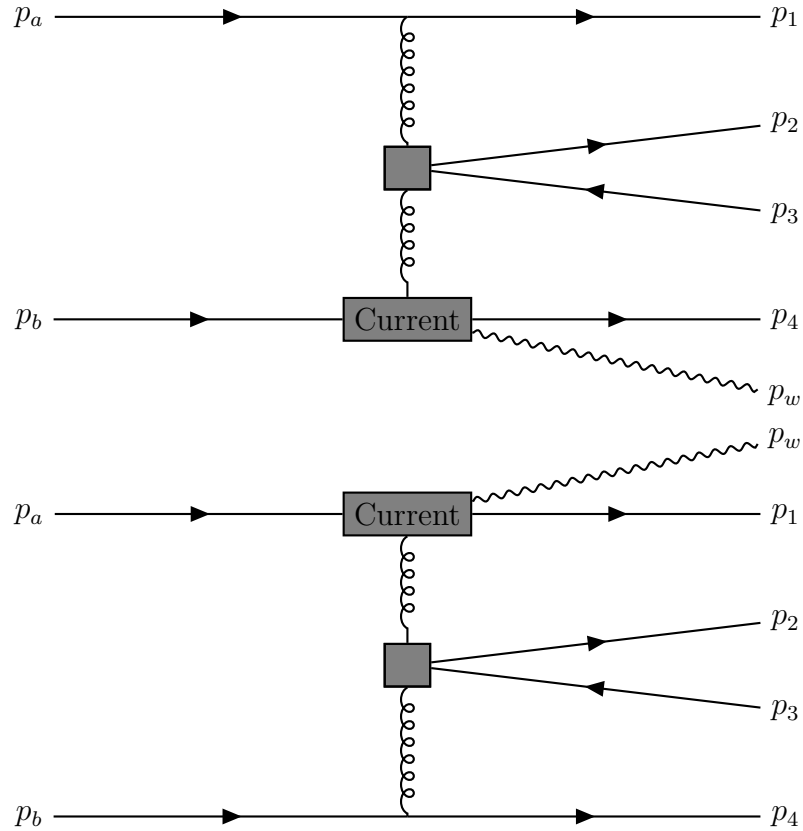 p_a p_1
p_2
p_3
p_b Current p_4
p_w
p_w
p_a Current p_1
p_2
p_3
p_b p_4